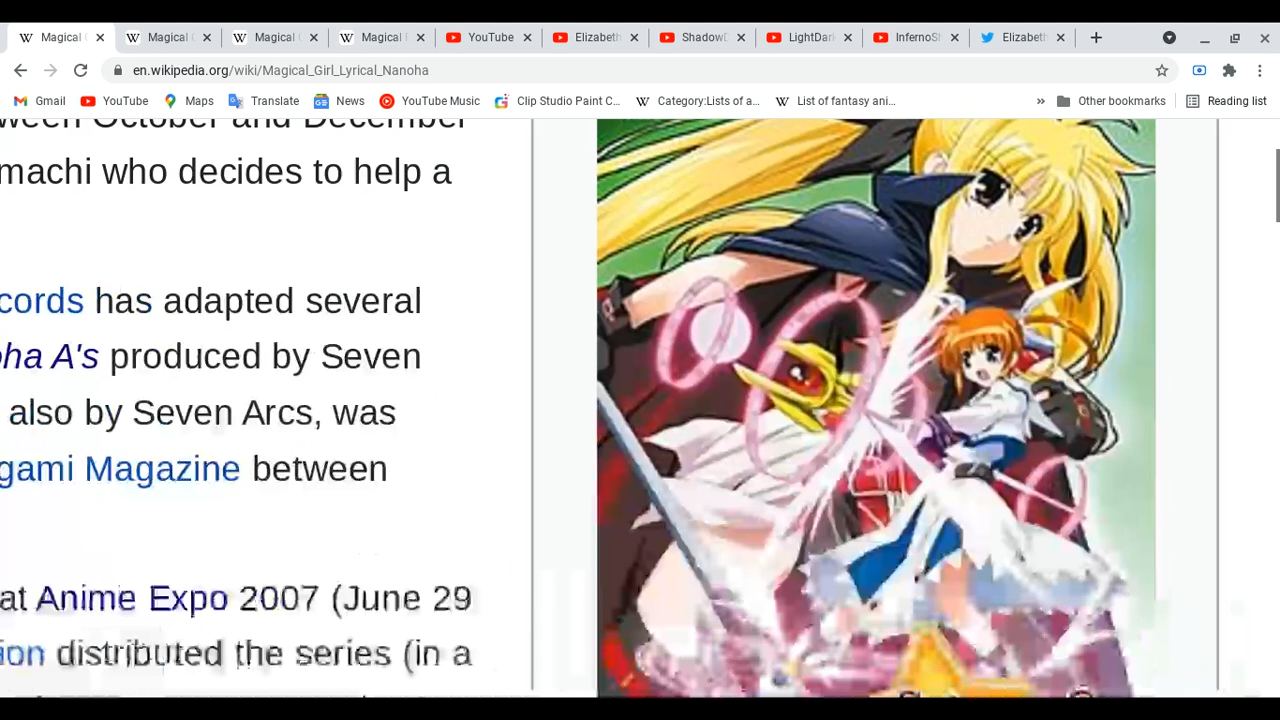 Magical
Magical
Magical
Magical
YouTube
Elizabeth
Shadow
LightDark
Inferno
Elizabeth
en.wikipedia.org/wiki/Magical_Girl_Lyrical_Nanoha
Gmail
YouTube
Maps
Translate
News
YouTube Music
Clip Studio Paint C...
Category:Lists of a...
List of fantasy ani...
»
Other bookmarks
Reading list
ween October and December
machi who decides to help a
cords has adapted several
oha A's produced by Seven
also by Seven Arcs, was
gami Magazine between
at Anime Expo 2007 (June 29
ion distributed the series (in a